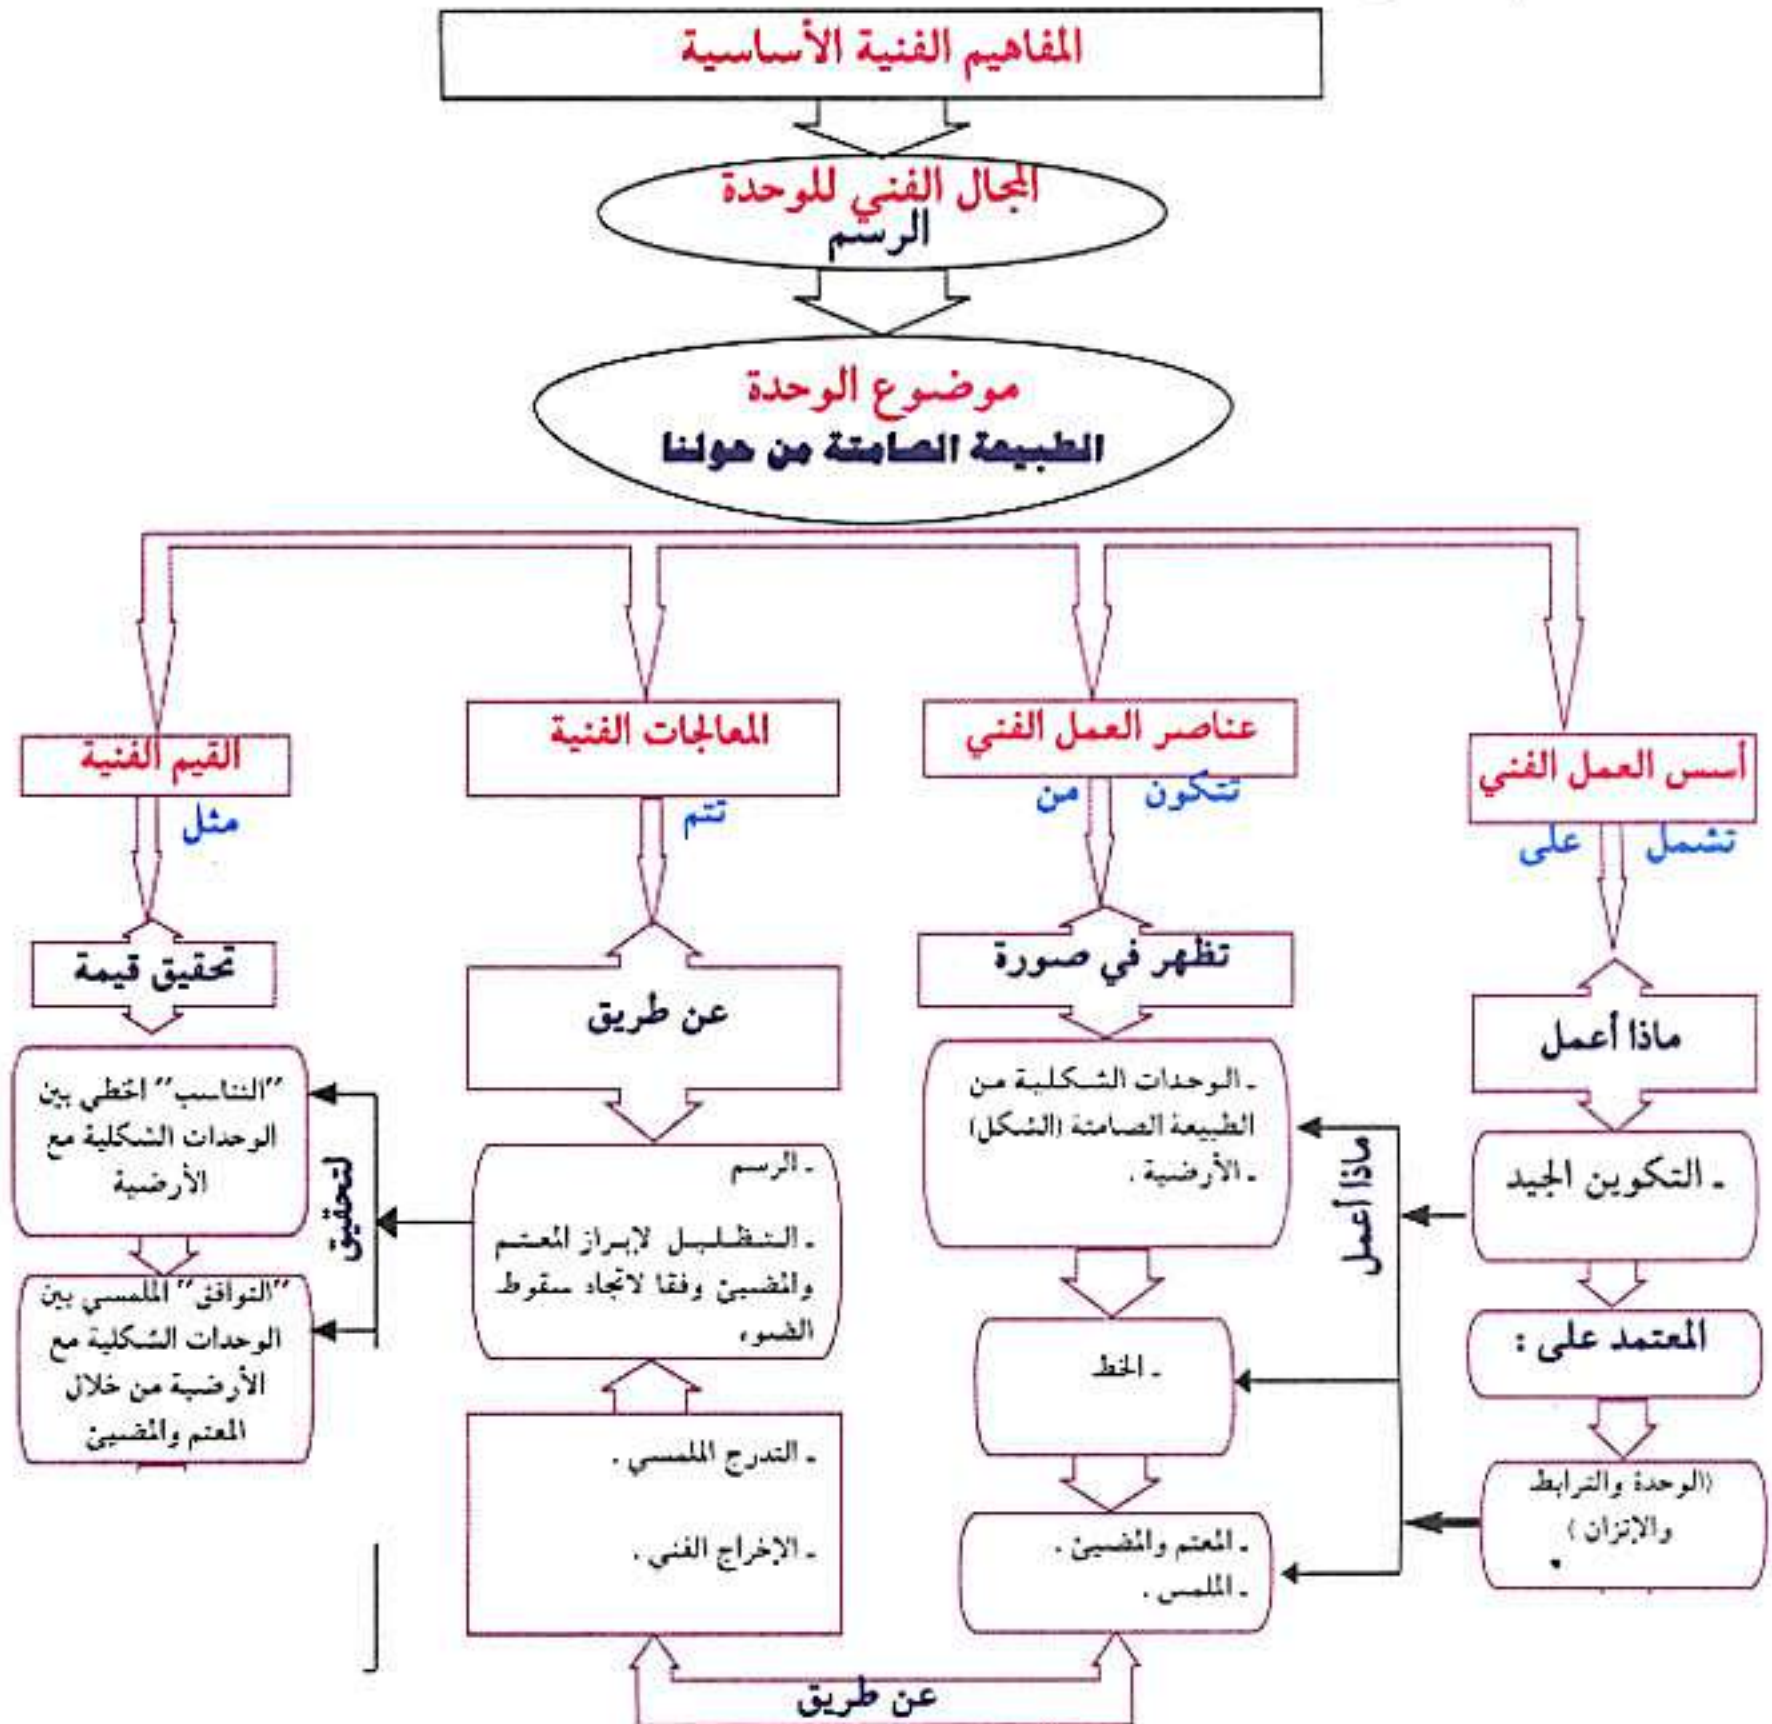 المفاهيم الفنية الأساسية
المجال الفني للوحدة
الرسم
موضوع الوحدة
الطبيعة الصامتة من حولنا
أسس العمل الفني
تشمل على
ماذا أعمل
ـ التكوين الجيد
المعتمد على :
(الوحدة والترابط
والإتزان )
ماذا أعمل
عناصر العمل الفني
تتكون من
تظهر في صورة
ـ الوحدات الشكلية من
الطبيعة الصامتة (الشكل)
ـ الأرضية .
ـ الخط
ـ المعتم والمضيئ .
ـ الملمس .
المعالجات الفنية
تتم
عن طريق
ـ الرسم
ـ التظليل لإبراز المعتم
والمضيئ وفقا لاتجاه سقوط
الضوء
ـ التدرج الملمسي .
ـ الإخراج الفني .
عن طريق
لتحقيق
القيم الفنية
مثل
تحقيق قيمة
"التناسب" الخطي بين
الوحدات الشكلية مع
الأرضية
"التوافق" الملمسي بين
الوحدات الشكلية مع
الأرضية من خلال
المعتم والمضيئ